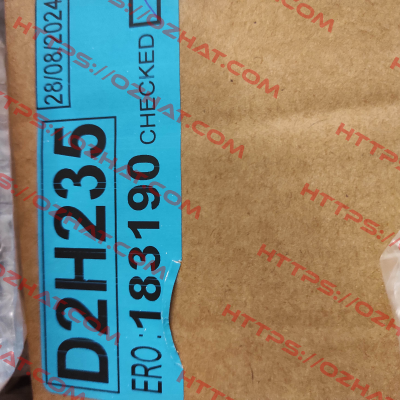 28/08/2024
D2H235
ERO: 183190 CHECKED
HTTPS://OZHAT.COM